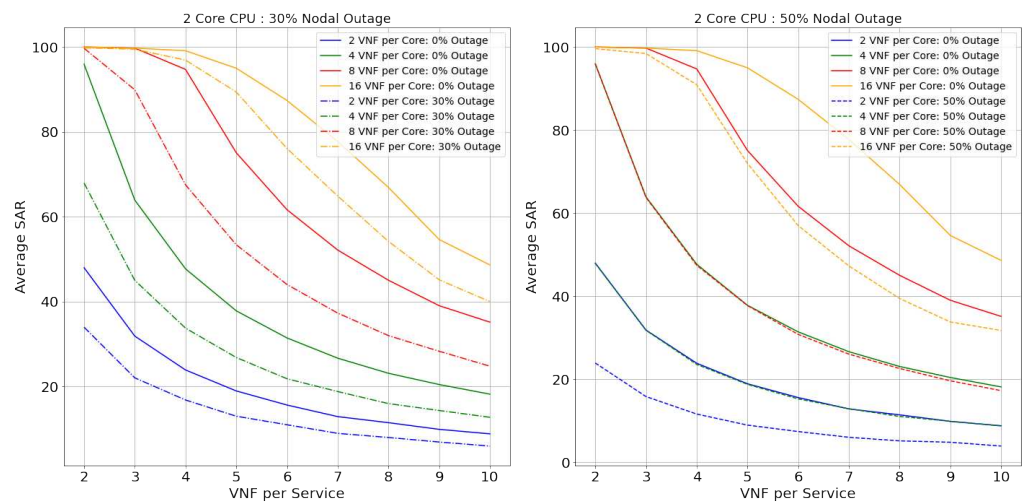 2 Core CPU : 30% Nodal Outage
100
80
60
40
20
2 3 4 5 6 7 8 9 10
Average SAR
VNF per Service
2 VNF per Core: 0% Outage
4 VNF per Core: 0% Outage
8 VNF per Core: 0% Outage
16 VNF per Core: 0% Outage
2 VNF per Core: 30% Outage
4 VNF per Core: 30% Outage
8 VNF per Core: 30% Outage
16 VNF per Core: 30% Outage
2 Core CPU : 50% Nodal Outage
100
80
60
40
20
0
2 3 4 5 6 7 8 9 10
Average SAR
VNF per Service
2 VNF per Core: 0% Outage
4 VNF per Core: 0% Outage
8 VNF per Core: 0% Outage
16 VNF per Core: 0% Outage
2 VNF per Core: 50% Outage
4 VNF per Core: 50% Outage
8 VNF per Core: 50% Outage
16 VNF per Core: 50% Outage